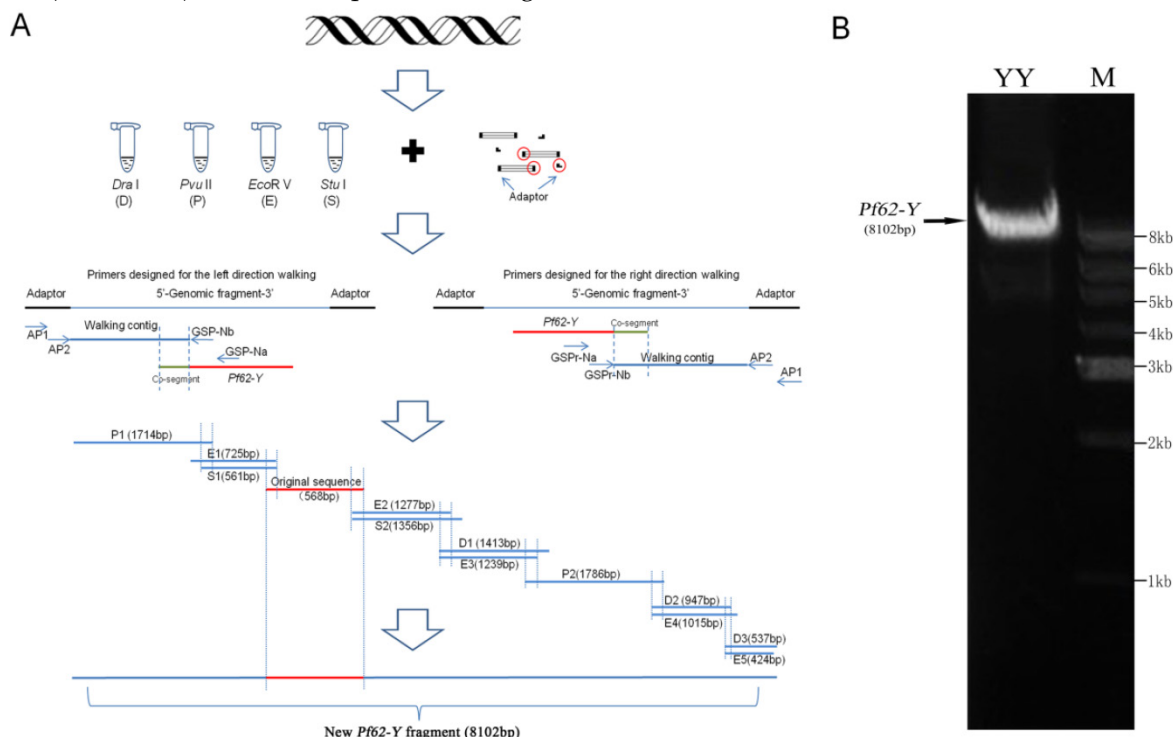 A
B
YY M
Dra I Pvu II EcoR V Stu I
(D) (P) (E) (S)
Adaptor
Pf62-Y
(8102bp)
8kb
6kb
5kb
4kb
3kb
2kb
1kb
Primers designed for the left direction walking
Adaptor 5'-Genomic fragment-3' Adaptor
AP1
AP2
Walking contig
GSP-Nb
GSP-Na
Co-segment
Pf62-Y
Primers designed for the right direction walking
Adaptor 5'-Genomic fragment-3' Adaptor
Pf62-Y Co-segment
GSPr-Na
GSPr-Nb
Walking contig
AP2
AP1
P1 (1714bp)
E1(725bp)
S1(561bp)
Original sequence
(568bp)
E2 (1277bp)
S2(1356bp)
D1 (1413bp)
E3(1239bp)
P2(1786bp)
D2 (947bp)
E4(1015bp)
D3(537bp)
E5(424bp)
New Pf62-Y fragment (8102bp)